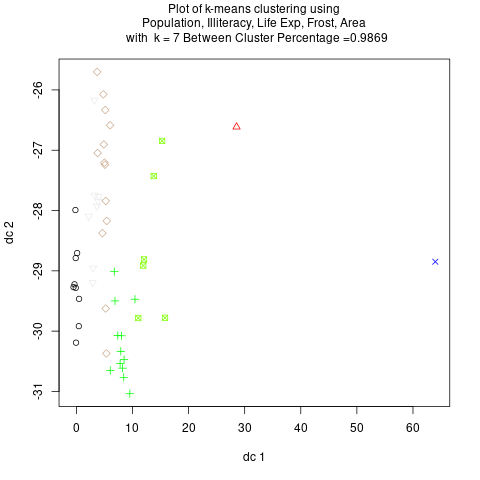 Plot of k-means clustering using
Population, Illiteracy, Life Exp, Frost, Area
with k = 7 Between Cluster Percentage =0.9869
dc 2
-26
-27
-28
-29
-30
-31
0
10
20
30
40
50
60
dc 1